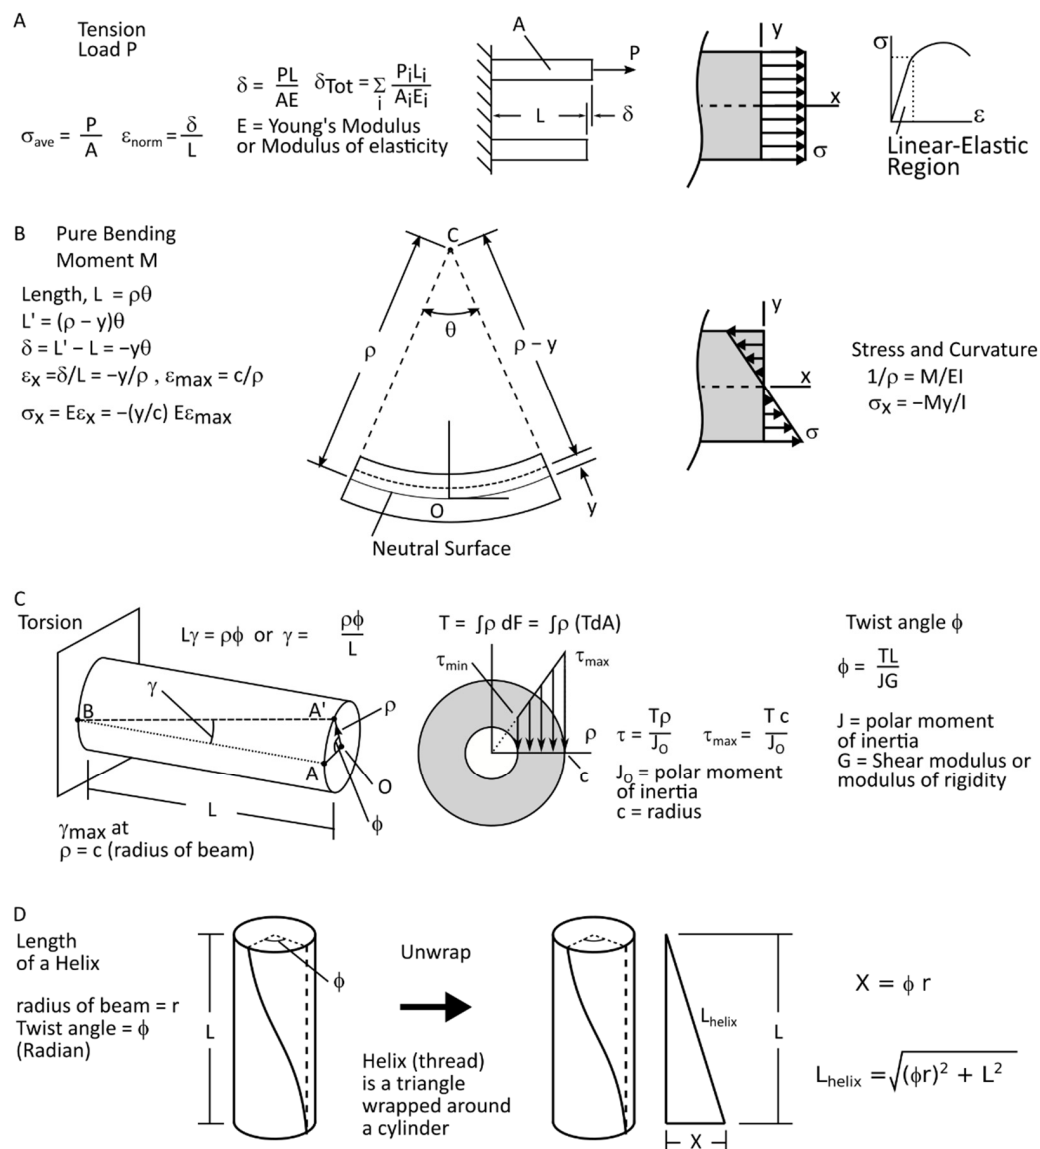 A
Tension
Load P
σave = P/A
εnorm = δ/L
δ = PL/AE
δTot = Σi PiLi/AiEi
E = Young's Modulus
or Modulus of elasticity
A
P
L
δ
y
x
σ
σ
ε
Linear-Elastic
Region
B
Pure Bending
Moment M
Length, L = ρθ
L' = (ρ − y)θ
δ = L' − L = −yθ
εx =δ/L = −y/ρ , εmax = c/ρ
σx = Eεx = −(y/c) Eεmax
C
θ
ρ
ρ − y
O
y
Neutral Surface
y
x
σ
Stress and Curvature
1/ρ = M/EI
σx = −My/I
C
Torsion
Lγ = ρϕ or γ = ρϕ/L
γ
B
A'
ρ
A
O
L
ϕ
γmax at
ρ = c (radius of beam)
T = ∫ρ dF = ∫ρ (TdA)
τmin
τmax
ρ
c
τ = Tρ/JO
τmax = T c/JO
JO = polar moment
of inertia
c = radius
Twist angle ϕ
ϕ = TL/JG
J = polar moment
of inertia
G = Shear modulus or
modulus of rigidity
D
Length
of a Helix
radius of beam = r
Twist angle = ϕ
(Radian)
L
ϕ
Unwrap
Helix (thread)
is a triangle
wrapped around
a cylinder
Lhelix
L
X
X = ϕ r
Lhelix = √(ϕr)² + L²